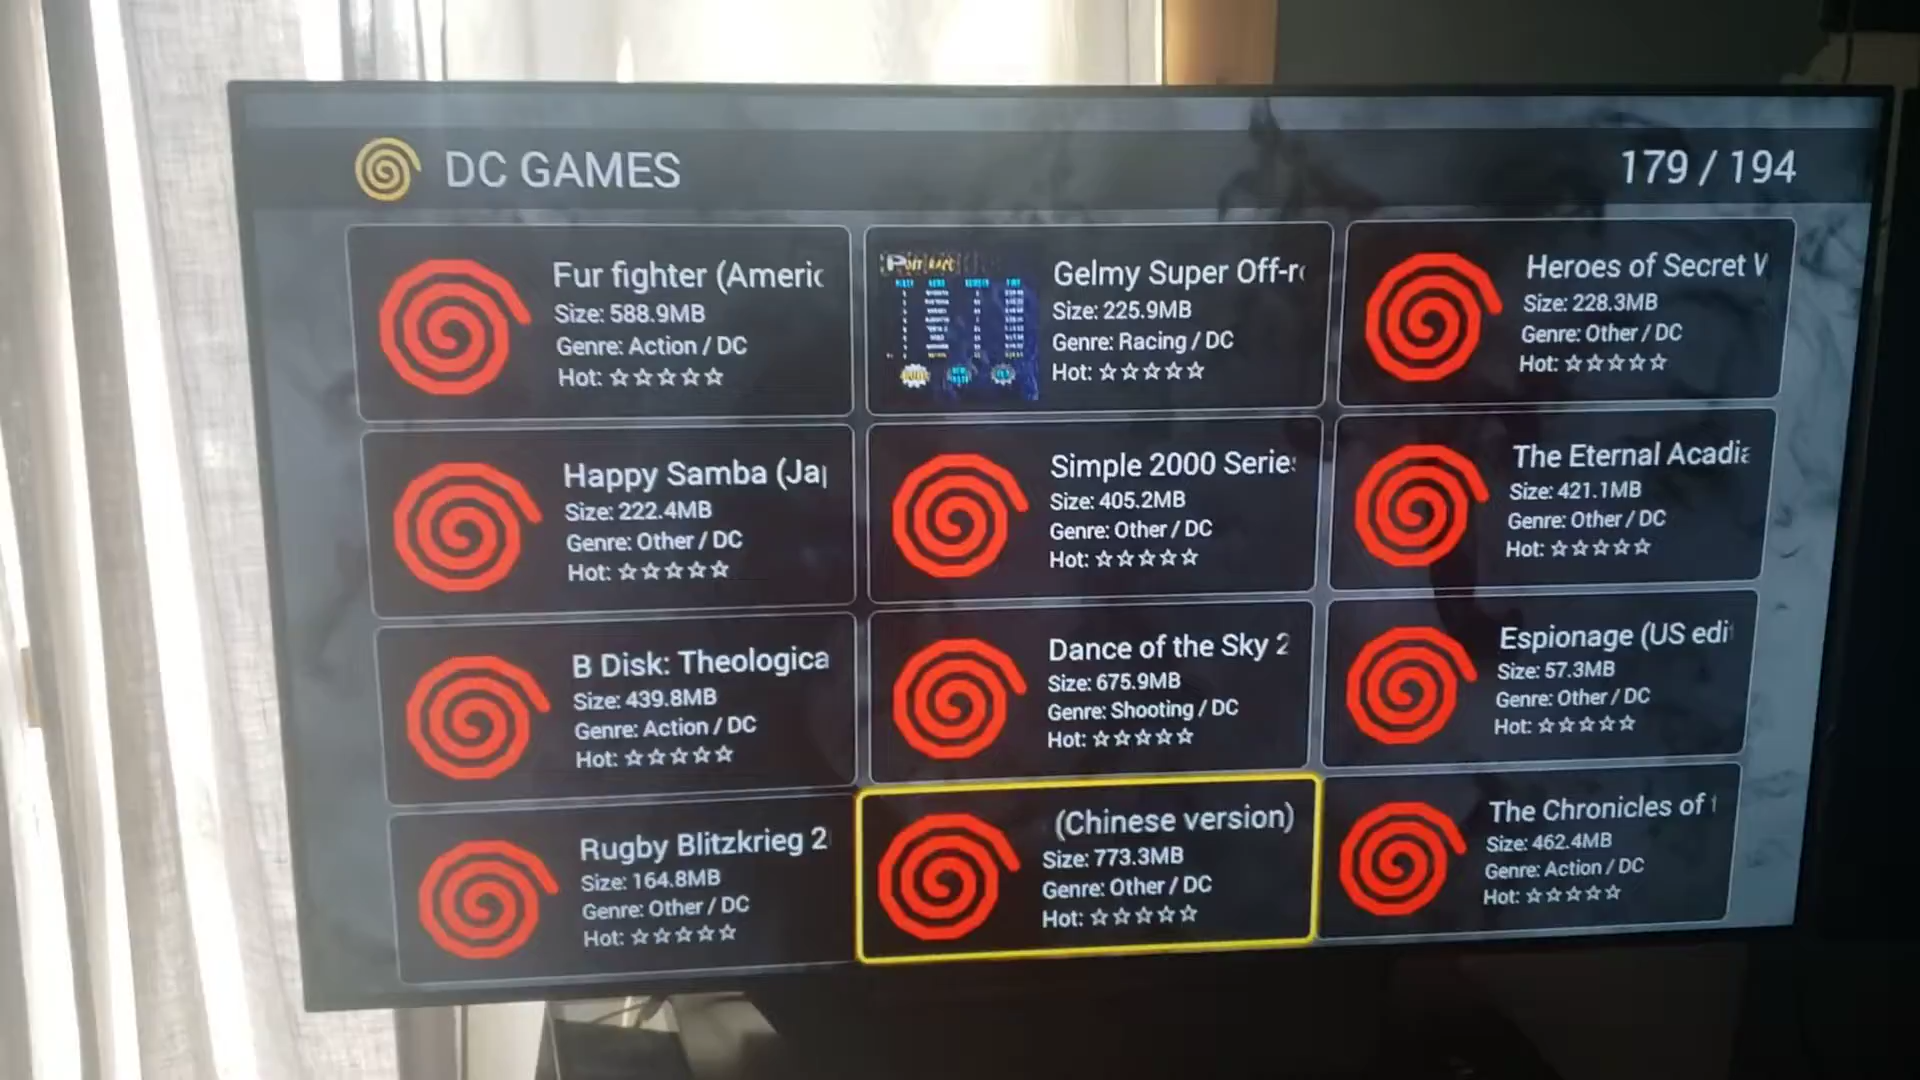 DC GAMES
179 / 194
Fur fighter (Americ
Size: 588.9MB
Genre: Action / DC
Hot: ☆☆☆☆☆
Gelmy Super Off-r
Size: 225.9MB
Genre: Racing / DC
Hot: ☆☆☆☆☆
Heroes of Secret
Size: 228.3MB
Genre: Other / DC
Hot: ☆☆☆☆☆
Happy Samba (Ja
Size: 222.4MB
Genre: Other / DC
Hot: ☆☆☆☆☆
Simple 2000 Serie
Size: 405.2MB
Genre: Other / DC
Hot: ☆☆☆☆☆
The Eternal Acadi
Size: 421.1MB
Genre: Other / DC
Hot: ☆☆☆☆☆
B Disk: Theologica
Size: 439.8MB
Genre: Action / DC
Hot: ☆☆☆☆☆
Dance of the Sky 2
Size: 675.9MB
Genre: Shooting / DC
Hot: ☆☆☆☆☆
Espionage (US edi
Size: 57.3MB
Genre: Other / DC
Hot: ☆☆☆☆☆
Rugby Blitzkrieg 2
Size: 164.8MB
Genre: Other / DC
Hot: ☆☆☆☆☆
(Chinese version)
Size: 773.3MB
Genre: Other / DC
Hot: ☆☆☆☆☆
The Chronicles of
Size: 462.4MB
Genre: Action / DC
Hot: ☆☆☆☆☆